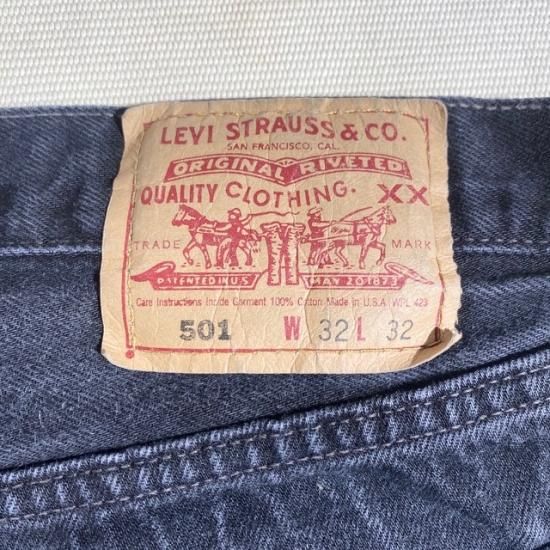 LEVI STRAUSS & CO.
SAN FRANCISCO, CAL.
ORIGINAL RIVETED
QUALITY CLOTHING. XX
TRADE MARK
PATENTED IN U.S. MAY 20 1873
Care Instructions Inside Garment 100% Cotton Made in U.S.A. WPL 423
501 W 32 L 32